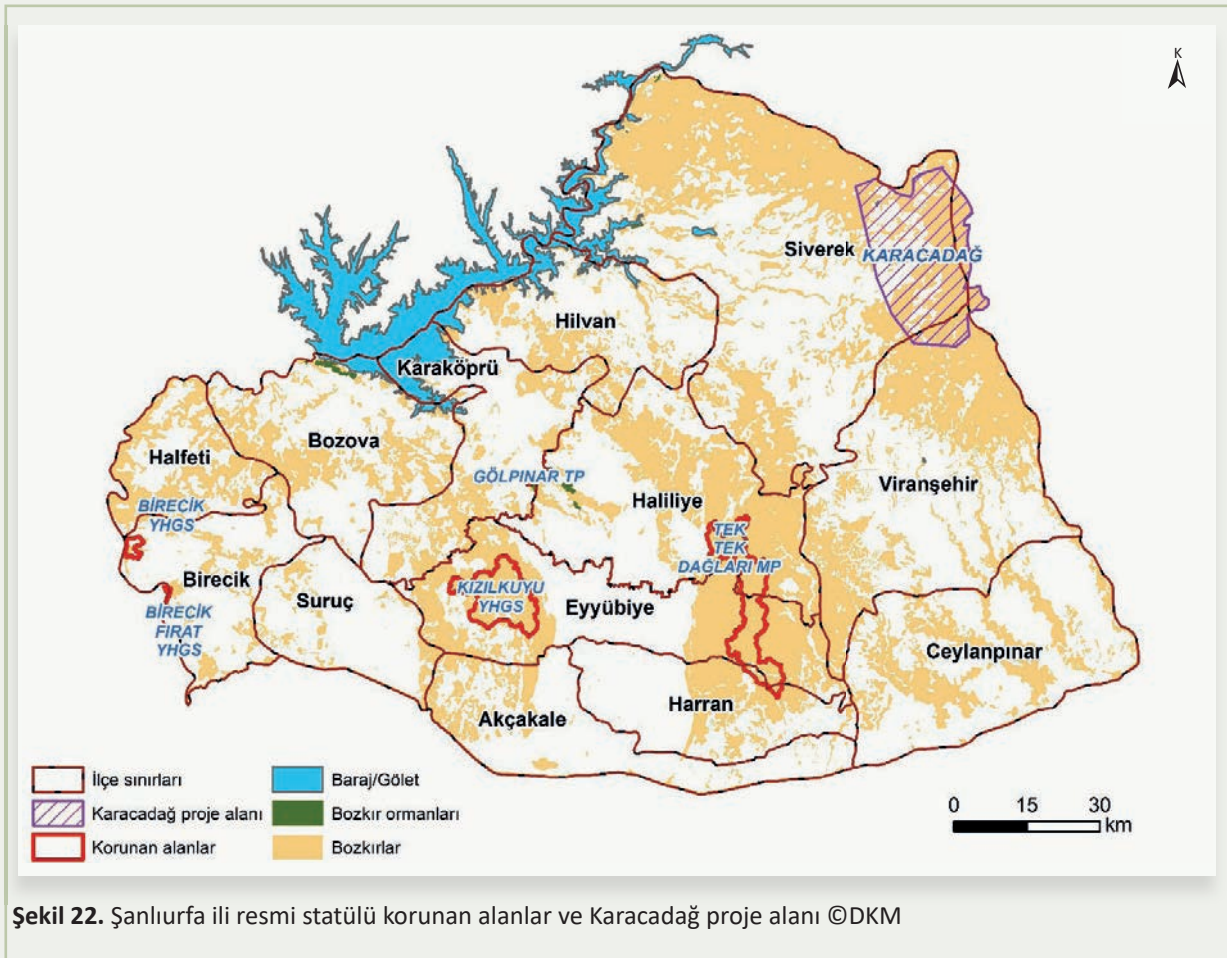 K
Siverek
KARACADAĞ
Hilvan
Karaköprü
Bozova
Halfeti
GÖLPINAR TP
Haliliye
Viranşehir
BİRECİK
YHGS
TEK
TEK
DAĞLARI MP
Birecik
Suruç
KIZILKUYU
YHGS
Eyyübiye
BİRECİK
FIRAT
YHGS
Ceylanpınar
Akçakale
Harran
İlçe sınırları
Karacadağ proje alanı
Korunan alanlar
Baraj/Gölet
Bozkır ormanları
Bozkırlar
0 15 30
km
Şekil 22. Şanlıurfa ili resmi statülü korunan alanlar ve Karacadağ proje alanı ©DKM